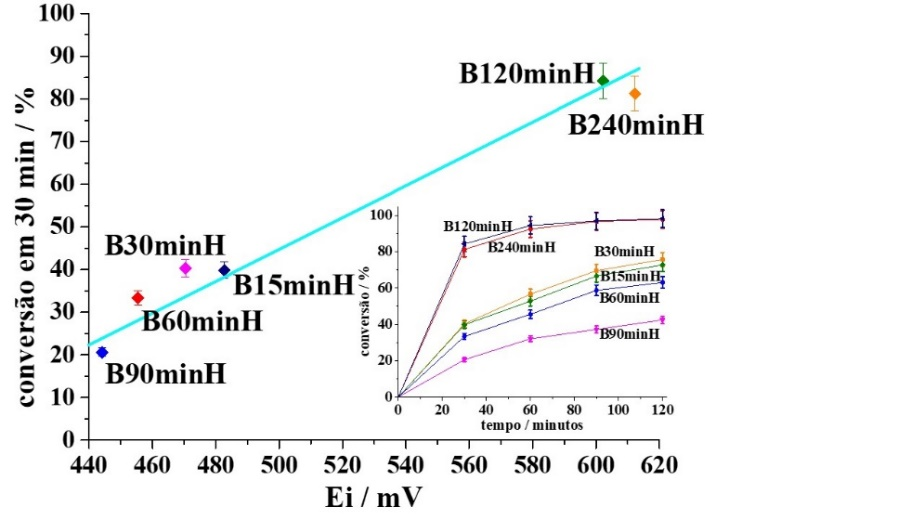 100
90
80
70
60
50
40
30
20
10
0
conversão em 30 min / %
440 460 480 500 520 540 560 580 600 620
Ei / mV
B120minH
B240minH
B30minH
B15minH
B60minH
B90minH
100
80
60
40
20
0
conversão / %
0 20 40 60 80 100 120
tempo / minutos
B120minH
B240minH
B30minH
B15minH
B60minH
B90minH